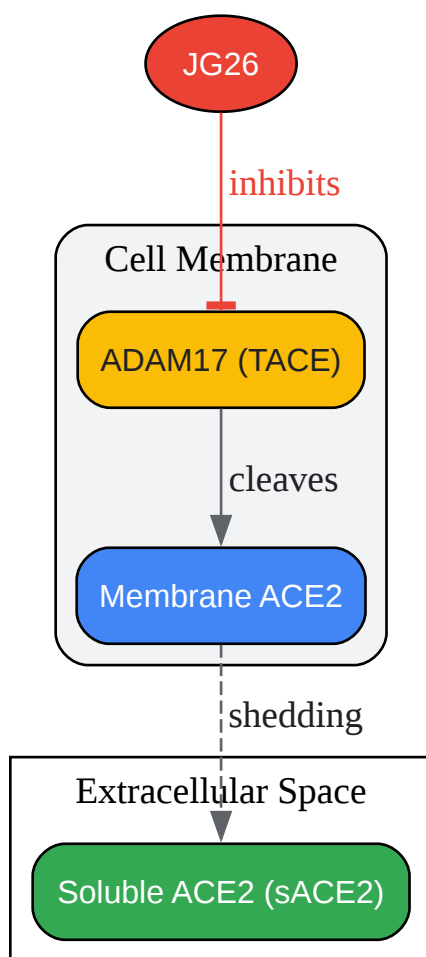 JG26
inhibits
Cell Membrane
ADAM17 (TACE)
cleaves
Membrane ACE2
shedding
Extracellular Space
Soluble ACE2 (sACE2)